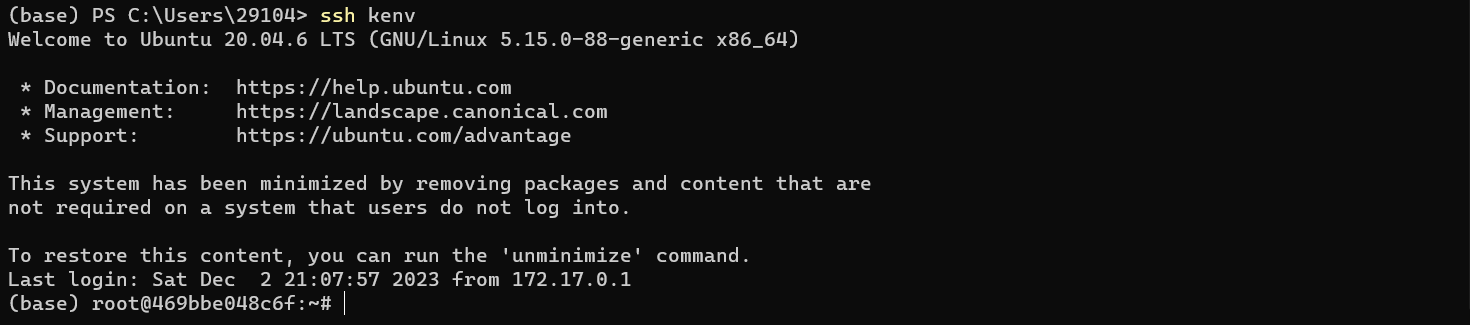 (base) PS C:\Users\29104> ssh kenv
Welcome to Ubuntu 20.04.6 LTS (GNU/Linux 5.15.0-88-generic x86_64)

 * Documentation:  https://help.ubuntu.com
 * Management:     https://landscape.canonical.com
 * Support:        https://ubuntu.com/advantage

This system has been minimized by removing packages and content that are
not required on a system that users do not log into.

To restore this content, you can run the 'unminimize' command.
Last login: Sat Dec  2 21:07:57 2023 from 172.17.0.1
(base) root@469bbe048c6f:~#